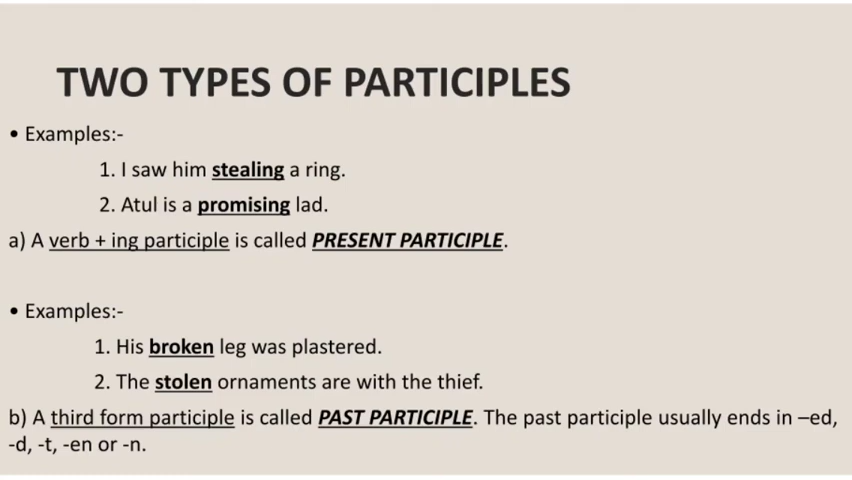 TWO TYPES OF PARTICIPLES
• Examples:-
1. I saw him stealing a ring.
2. Atul is a promising lad.
a) A verb + ing participle is called PRESENT PARTICIPLE.
• Examples:-
1. His broken leg was plastered.
2. The stolen ornaments are with the thief.
b) A third form participle is called PAST PARTICIPLE. The past participle usually ends in –ed,
-d, -t, -en or -n.